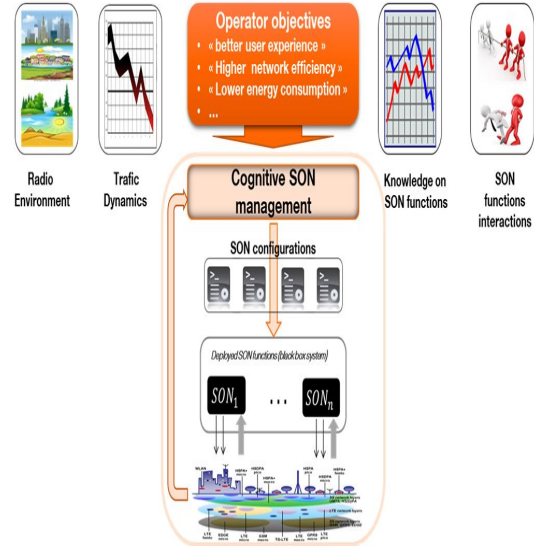 Operator objectives
• « better user experience »
• « Higher network efficiency »
• « Lower energy consumption »
• ...
Radio
Environment
Trafic
Dynamics
Cognitive SON
management
Knowledge on
SON functions
SON
functions
interactions
SON configurations
>_
>_
>_
>_
Deployed SON functions (black box system)
SON1
...
SONn
WLAN
LTE
EDGE
LTE
GSM
TD-LTE
LTE
GPRS
LTE